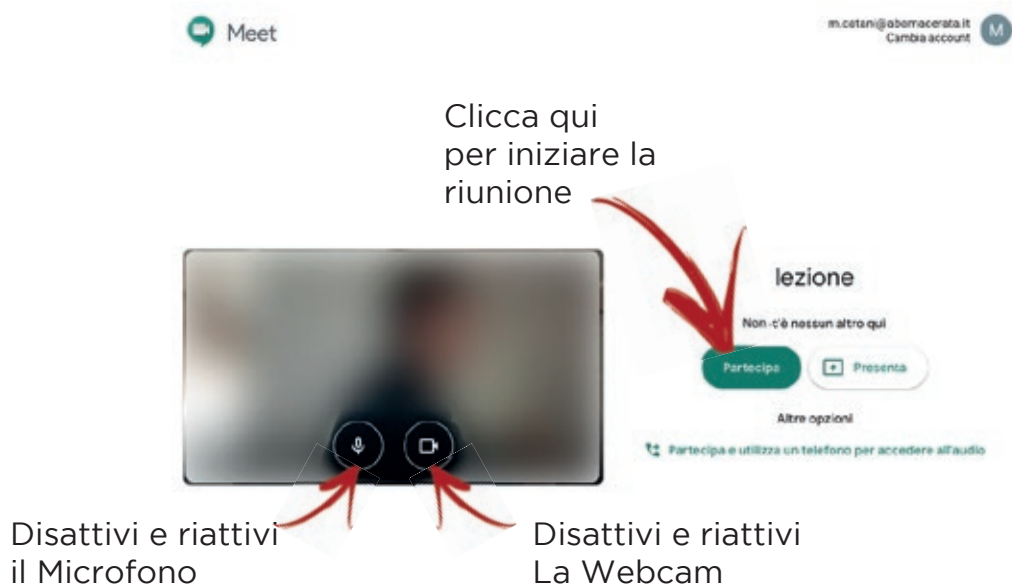 Meet
m.catani@abamacerata.it
Cambia account
M
Clicca qui
per iniziare la
riunione
lezione
Non c'è nessun altro qui
Partecipa
Presenta
Altre opzioni
Partecipa e utilizza un telefono per accedere all'audio
Disattivi e riattivi
il Microfono
Disattivi e riattivi
La Webcam